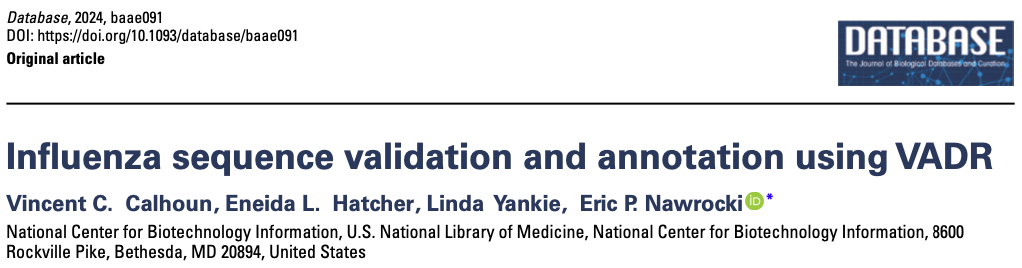 Database, 2024, baae091
DOI: https://doi.org/10.1093/database/baae091
Original article
DATABASE
The Journal of Biological Databases and Curation
Influenza sequence validation and annotation using VADR
Vincent C. Calhoun, Eneida L. Hatcher, Linda Yankie, Eric P. Nawrocki iD *
National Center for Biotechnology Information, U.S. National Library of Medicine, National Center for Biotechnology Information, 8600
Rockville Pike, Bethesda, MD 20894, United States